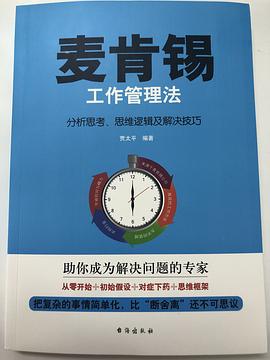 麦肯锡
工作管理法
分析思考、思维逻辑及解决技巧
贾太平 编著
助你成为解决问题的专家
从零开始+初始假设+对症下药+思维框架
把复杂的事情简单化，比“断舍离”还不可思议
台海出版社